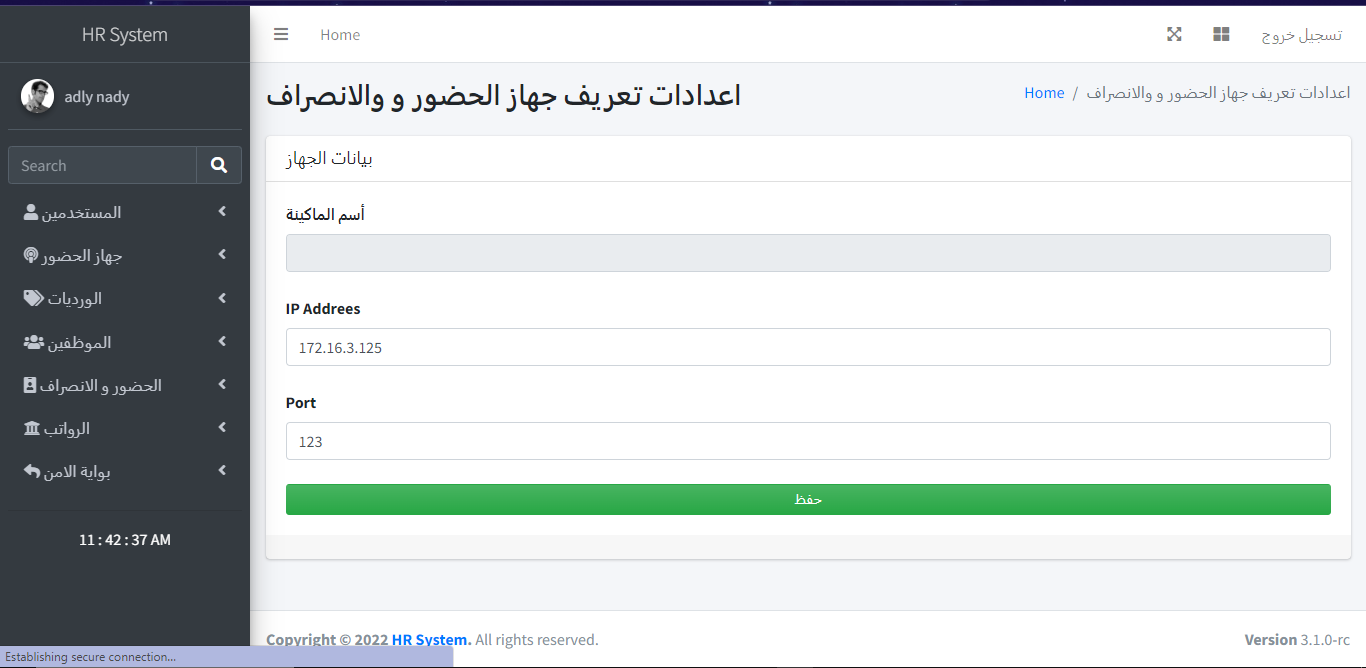 HR System
Home
تسجيل خروج
adly nady
Search
المستخدمين
جهاز الحضور
الورديات
الموظفين
الحضور و الانصراف
الرواتب
بوابة الامن
11 : 42 : 37 AM
اعدادات تعريف جهاز الحضور و والانصراف
Home / اعدادات تعريف جهاز الحضور و والانصراف
بيانات الجهاز
أسم الماكينة
IP Addrees
172.16.3.125
Port
123
حفظ
Copyright © 2022 HR System. All rights reserved.
Version 3.1.0-rc
Establishing secure connection...